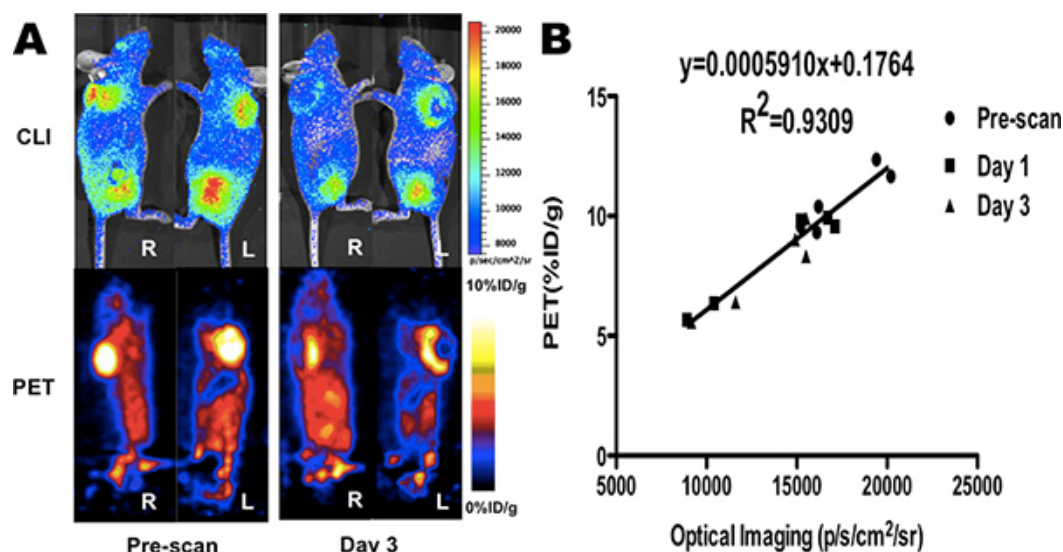 A
CLI
R
L
R
L
20000
18000
16000
14000
12000
10000
8000
p/sec/cm^2/sr
10%ID/g
PET
R
L
R
L
0%ID/g
Pre-scan
Day 3
B
y=0.0005910x+0.1764
R2=0.9309
15
10
5
0
PET(%ID/g)
5000 10000 15000 20000 25000
Optical Imaging (p/s/cm2/sr)
Pre-scan
Day 1
Day 3